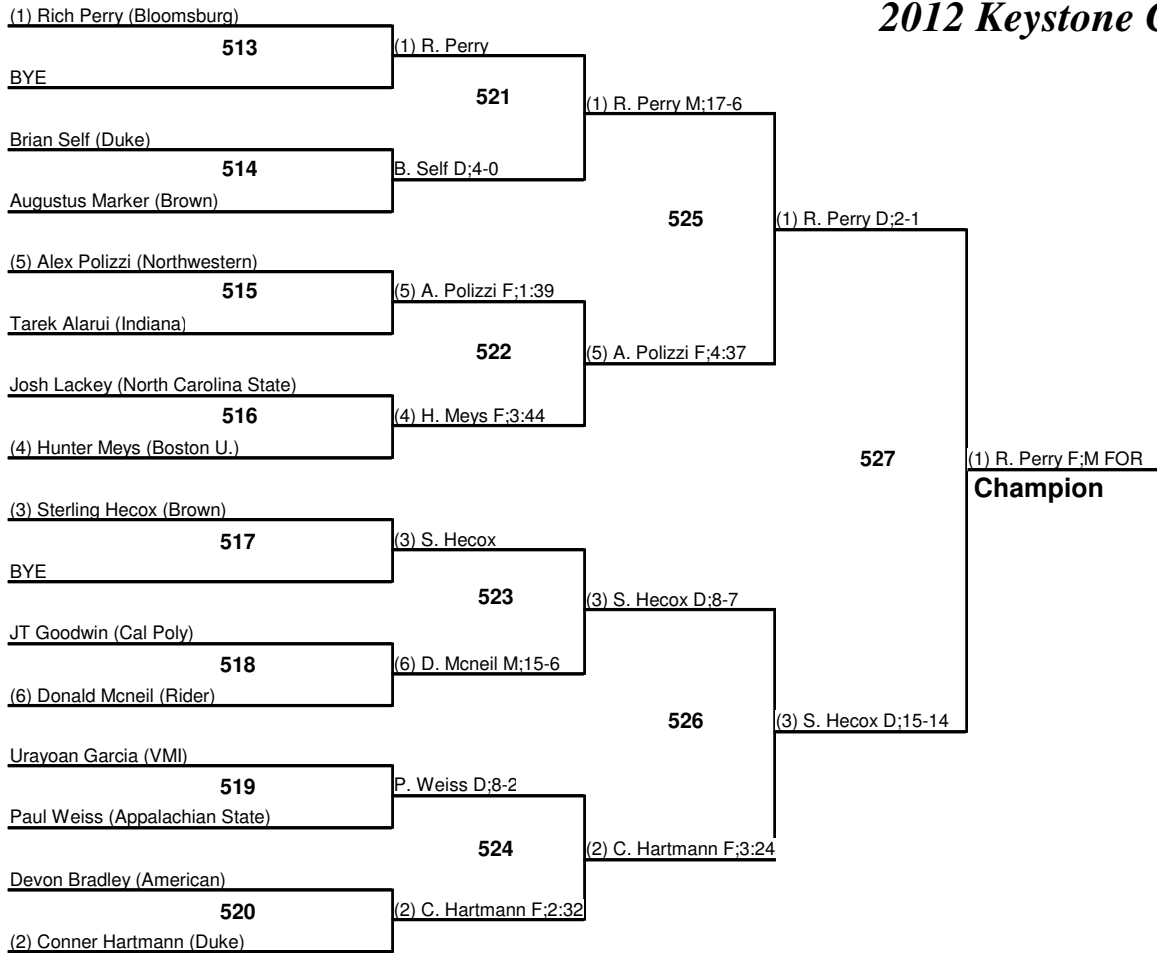 2012 Keystone
(1) Rich Perry (Bloomsburg)
513
BYE
(1) R. Perry
521
Brian Self (Duke)
514
Augustus Marker (Brown)
B. Self D;4-0
(1) R. Perry M;17-6
525
(5) Alex Polizzi (Northwestern)
515
Tarek Alarui (Indiana)
(5) A. Polizzi F;1:39
522
Josh Lackey (North Carolina State)
516
(4) Hunter Meys (Boston U.)
(4) H. Meys F;3:44
(5) A. Polizzi F;4:37
(1) R. Perry D;2-1
527
(1) R. Perry F;M FOR
Champion
(3) Sterling Hecox (Brown)
517
BYE
(3) S. Hecox
523
JT Goodwin (Cal Poly)
518
(6) Donald Mcneil (Rider)
(6) D. Mcneil M;15-6
(3) S. Hecox D;8-7
526
(3) S. Hecox D;15-14
Urayoan Garcia (VMI)
519
Paul Weiss (Appalachian State)
P. Weiss D;8-2
524
(2) C. Hartmann F;3:24
Devon Bradley (American)
520
(2) Conner Hartmann (Duke)
(2) C. Hartmann F;2:32